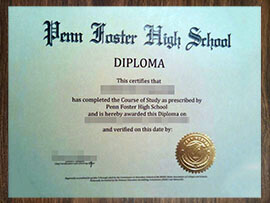 Penn Foster High School
DIPLOMA
This certifies that
has completed the Course of Study as prescribed by
Penn Foster High School
and is hereby awarded this Diploma on
and verified on this day by: